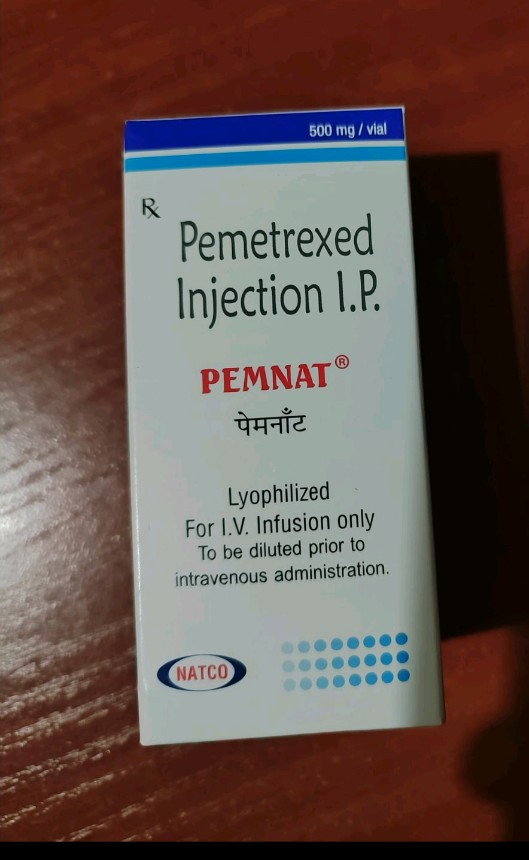 500 mg / vial
Rx
Pemetrexed
Injection I.P.
PEMNAT®
पेमनाँट
Lyophilized
For I.V. Infusion only
To be diluted prior to
intravenous administration.
NATCO